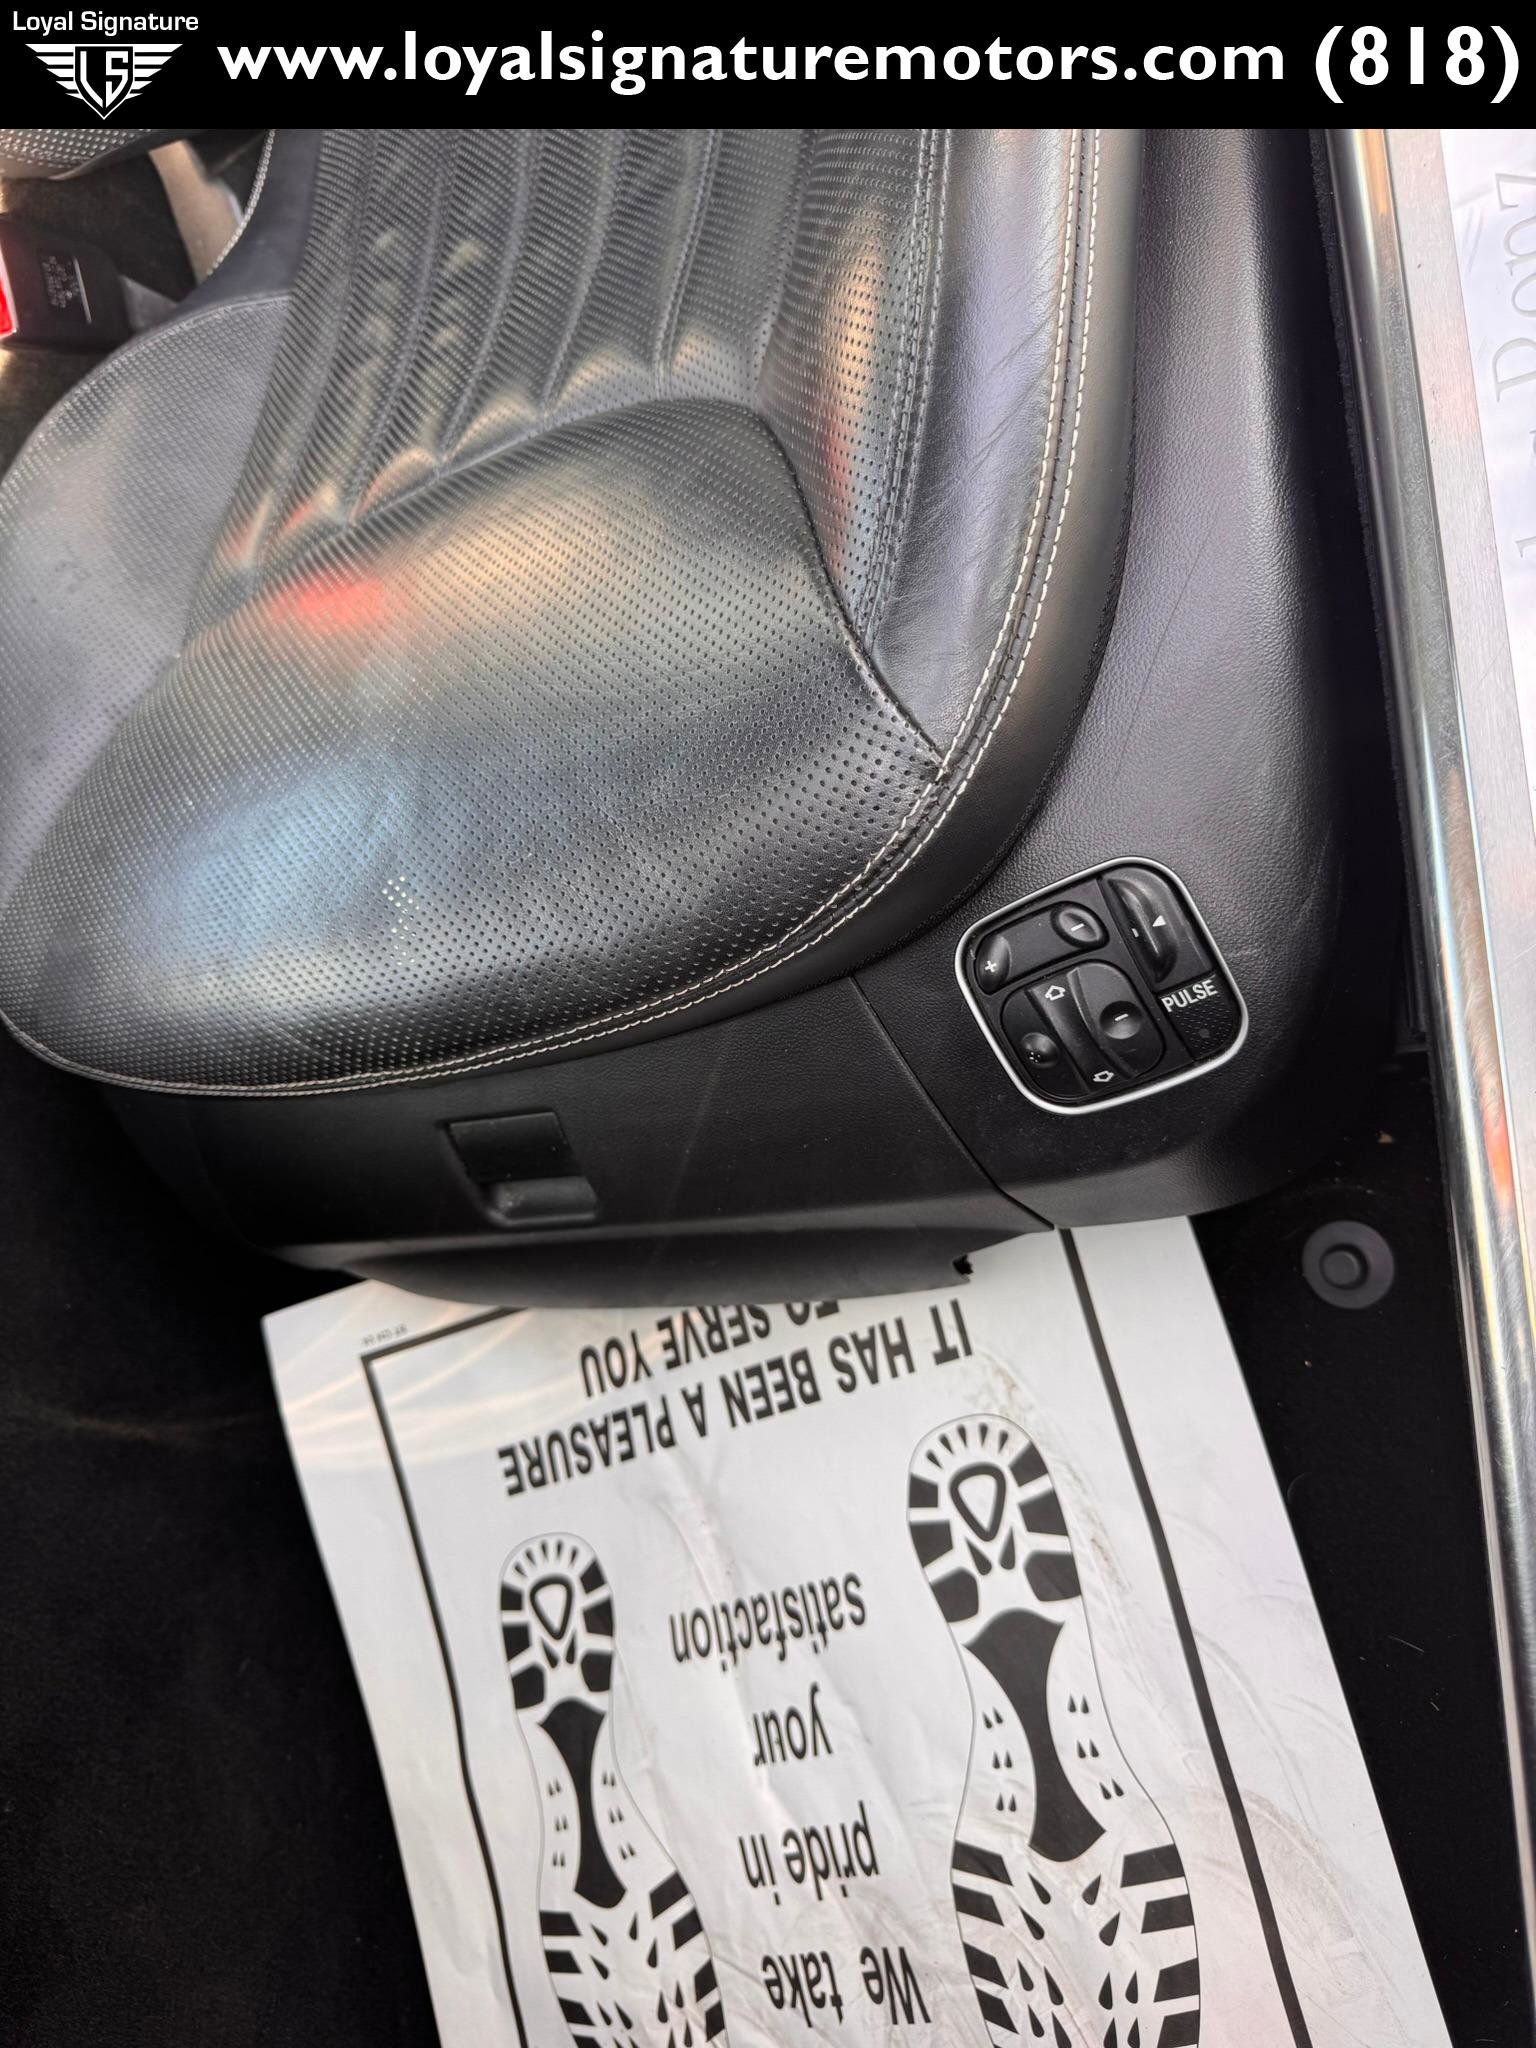 Loyal Signature
LS
www.loyalsignaturemotors.com (818)
PULSE
IT HAS BEEN A PLEASURE
TO SERVE YOU
We take
pride in
your
satisfaction